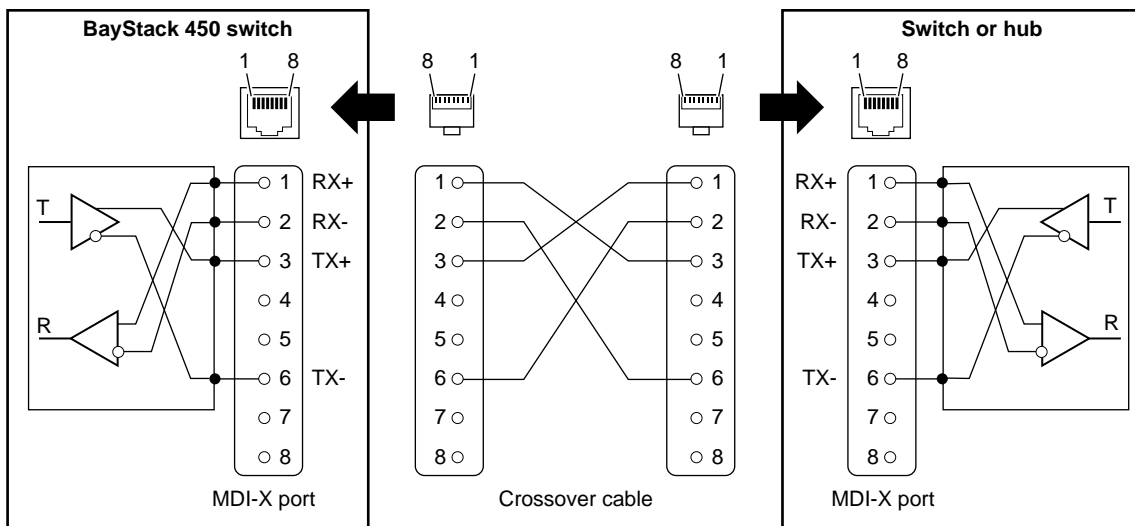 BayStack 450 switch
Switch or hub
1 8
8 1
8 1
1 8
T
R
1 RX+
2 RX-
3 TX+
4
5
6 TX-
7
8
1
2
3
4
5
6
7
8
1
2
3
4
5
6
7
8
RX+ 1
RX- 2
TX+ 3
4
5
TX- 6
7
8
T
R
MDI-X port
Crossover cable
MDI-X port